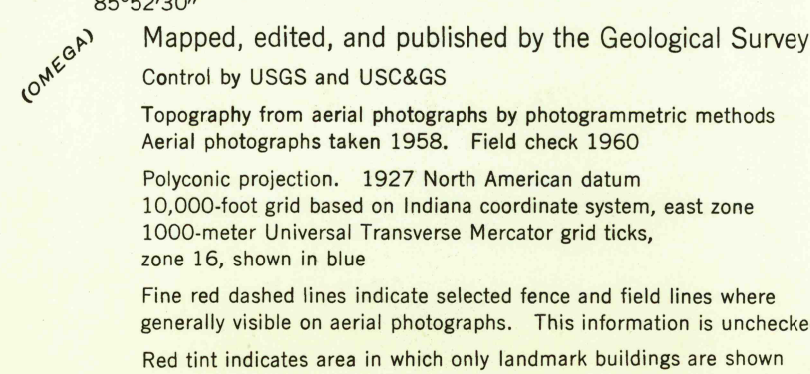 85°52'30"
(OMEGA)
Mapped, edited, and published by the Geological Survey
Control by USGS and USC&GS
Topography from aerial photographs by photogrammetric methods
Aerial photographs taken 1958. Field check 1960
Polyconic projection. 1927 North American datum
10,000-foot grid based on Indiana coordinate system, east zone
1000-meter Universal Transverse Mercator grid ticks,
zone 16, shown in blue
Fine red dashed lines indicate selected fence and field lines where
generally visible on aerial photographs. This information is unchecke
Red tint indicates area in which only landmark buildings are shown